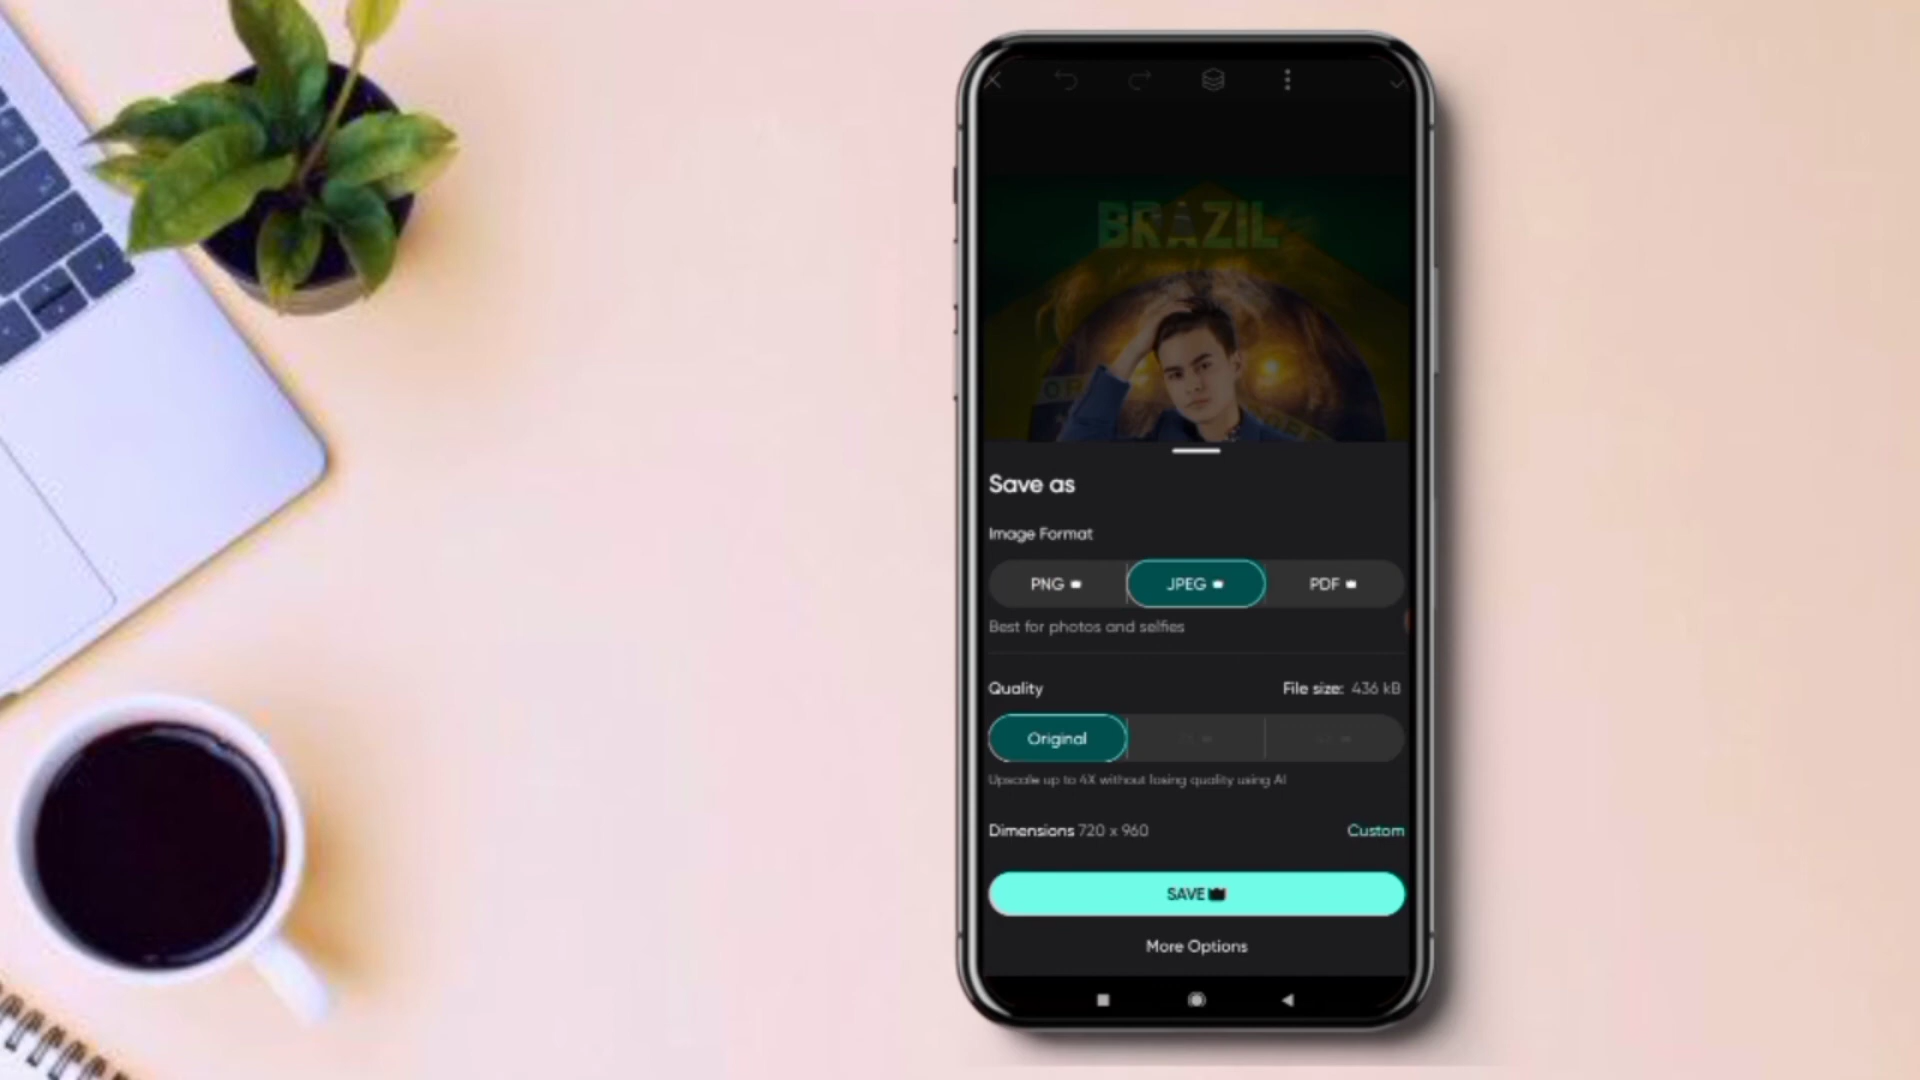 BRAZIL
Save as
Image Format
PNG JPEG PDF
Best for photos and selfies
Quality File size: 436 kB
Original
Upscale up to 4X without losing quality using AI
Dimensions 720 x 960 Custom
SAVE
More Options